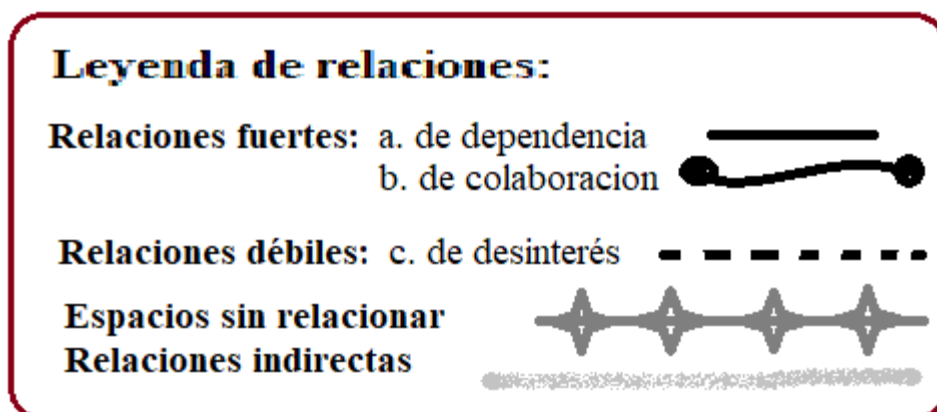 Leyenda de relaciones:
Relaciones fuertes: a. de dependencia
b. de colaboracion
Relaciones débiles: c. de desinterés
Espacios sin relacionar
Relaciones indirectas